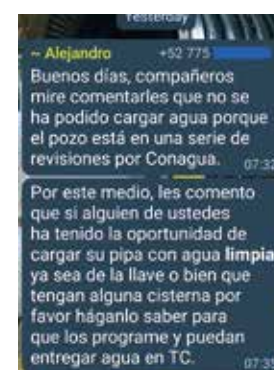 Yesterday
~ Alejandro +52 775
Buenos días, compañeros
mire comentarles que no se
ha podido cargar agua porque
el pozo está en una serie de
revisiones por Conagua. 07:32
Por este medio, les comento
que si alguien de ustedes
ha tenido la oportunidad de
cargar su pipa con agua limpia
ya sea de la llave o bien que
tengan alguna cisterna por
favor háganlo saber para
que los programe y puedan
entregar agua en TC. 07:35